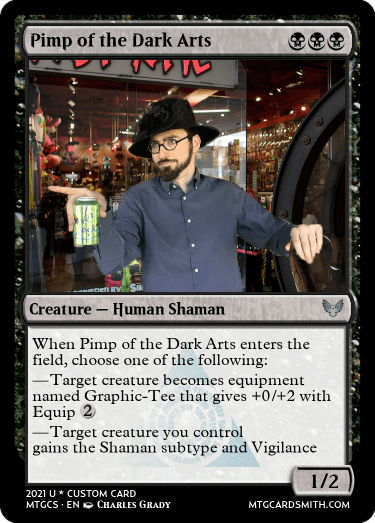 Pimp of the Dark Arts
Creature — Human Shaman
When Pimp of the Dark Arts enters the
field, choose one of the following:
—Target creature becomes equipment
named Graphic-Tee that gives +0/+2 with
Equip 2
—Target creature you control
gains the Shaman subtype and Vigilance
1/2
2021 U * CUSTOM CARD
MTGCS · EN CHARLES GRADY
MTGCARDSMITH.COM